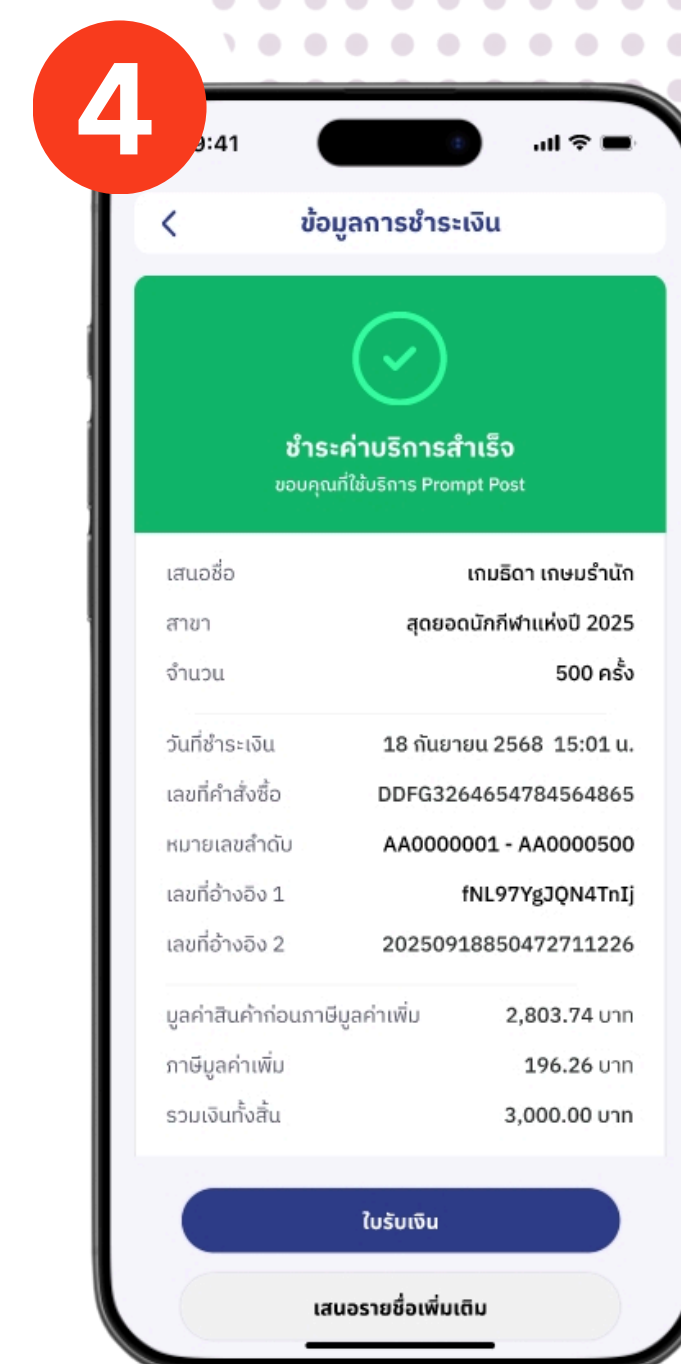 4
9:41
ข้อมูลการชำระเงิน
ชำระค่าบริการสำเร็จ
ขอบคุณที่ใช้บริการ Prompt Post
เสนอชื่อ เกมธิดา เกษมรำนัก
สาขา สุดยอดนักกีฬาแห่งปี 2025
จำนวน 500 ครั้ง
วันที่ชำระเงิน 18 กันยายน 2568 15:01 น.
เลขที่คำสั่งซื้อ DDFG3264654784564865
หมายเลขลำดับ AA0000001 - AA0000500
เลขที่อ้างอิง 1 fNL97YgJQN4TnIj
เลขที่อ้างอิง 2 20250918850472711226
มูลค่าสินค้าก่อนภาษีมูลค่าเพิ่ม 2,803.74 บาท
ภาษีมูลค่าเพิ่ม 196.26 บาท
รวมเงินทั้งสิ้น 3,000.00 บาท
ใบรับเงิน
เสนอรายชื่อเพิ่มเติม